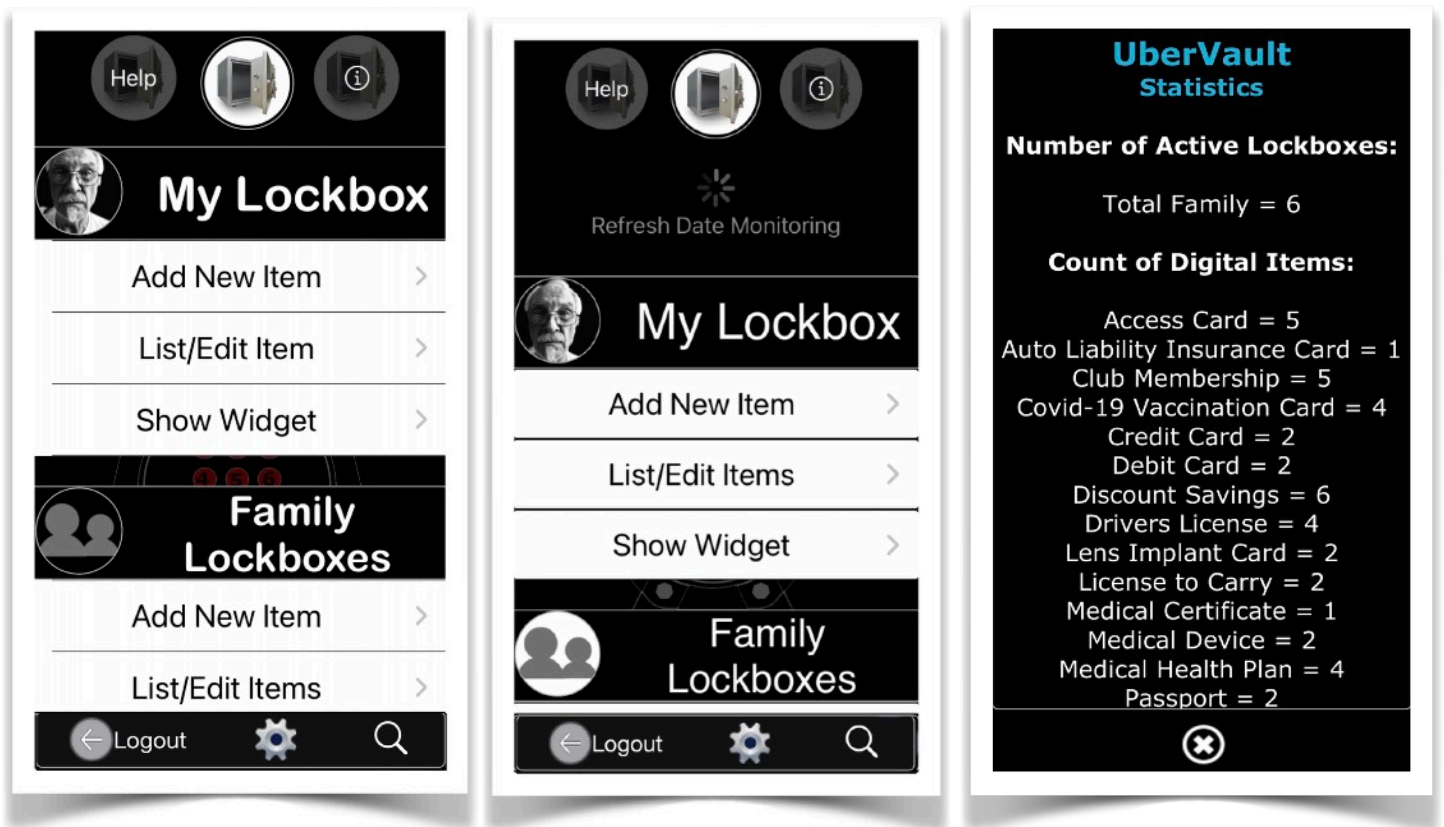 Help
My Lockbox
Add New Item
List/Edit Item
Show Widget
4 5 6
Family
Lockboxes
Add New Item
List/Edit Items
Logout
Help
Refresh Date Monitoring
My Lockbox
Add New Item
List/Edit Items
Show Widget
Family
Lockboxes
Logout
UberVault
Statistics
Number of Active Lockboxes:
Total Family = 6
Count of Digital Items:
Access Card = 5
Auto Liability Insurance Card = 1
Club Membership = 5
Covid-19 Vaccination Card = 4
Credit Card = 2
Debit Card = 2
Discount Savings = 6
Drivers License = 4
Lens Implant Card = 2
License to Carry = 2
Medical Certificate = 1
Medical Device = 2
Medical Health Plan = 4
Passport = 2